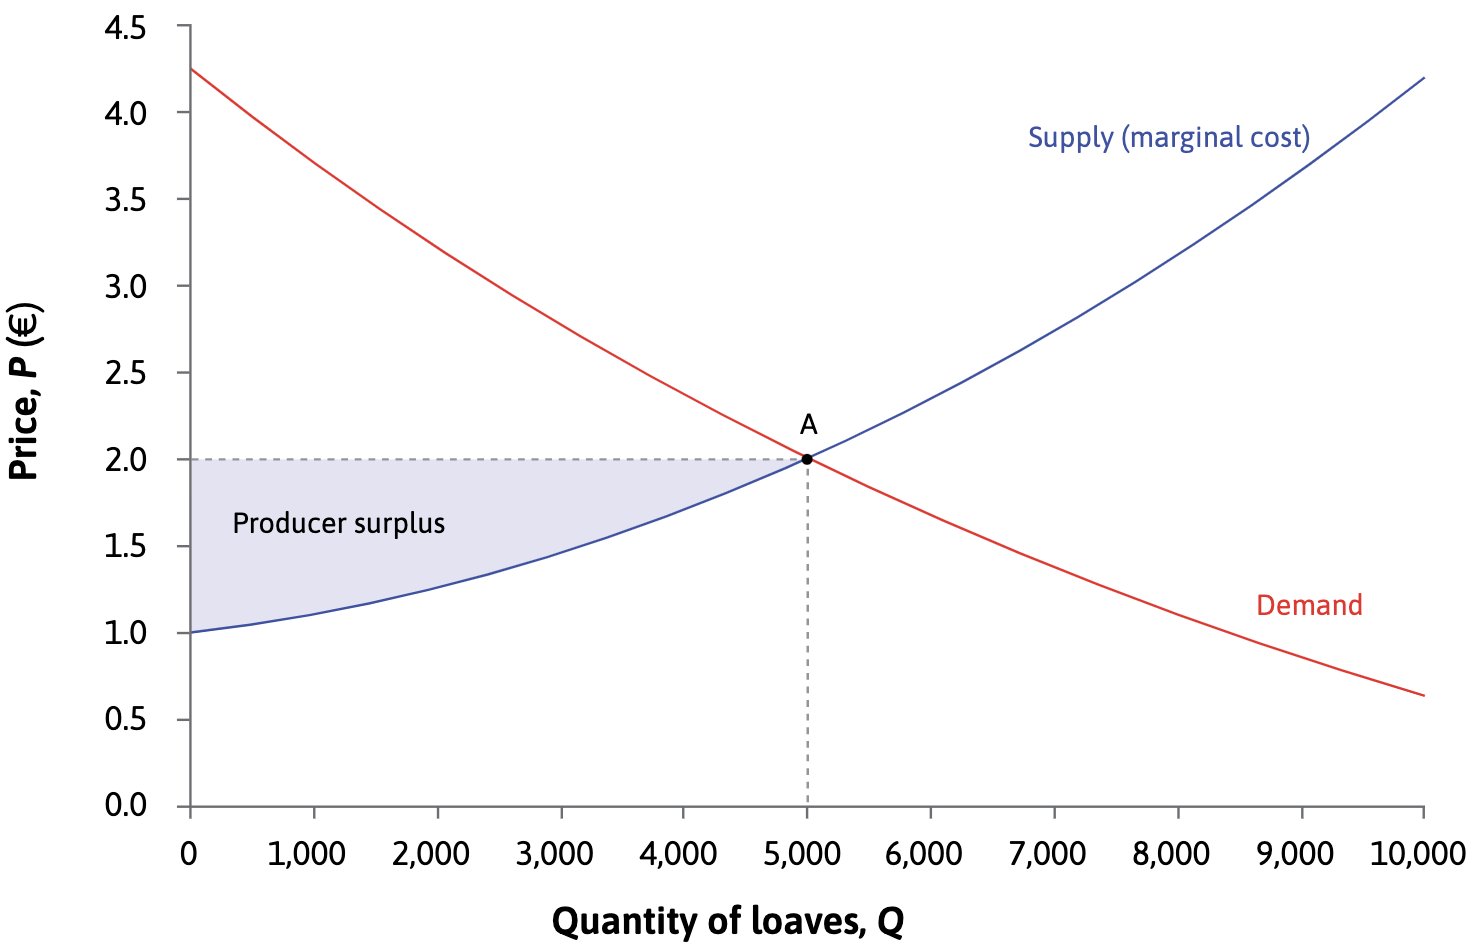 4.5
4.0
3.5
3.0
2.5
2.0
1.5
1.0
0.5
0.0
Price, P (€)
Supply (marginal cost)
A
Producer surplus
Demand
0 1,000 2,000 3,000 4,000 5,000 6,000 7,000 8,000 9,000 10,000
Quantity of loaves, Q